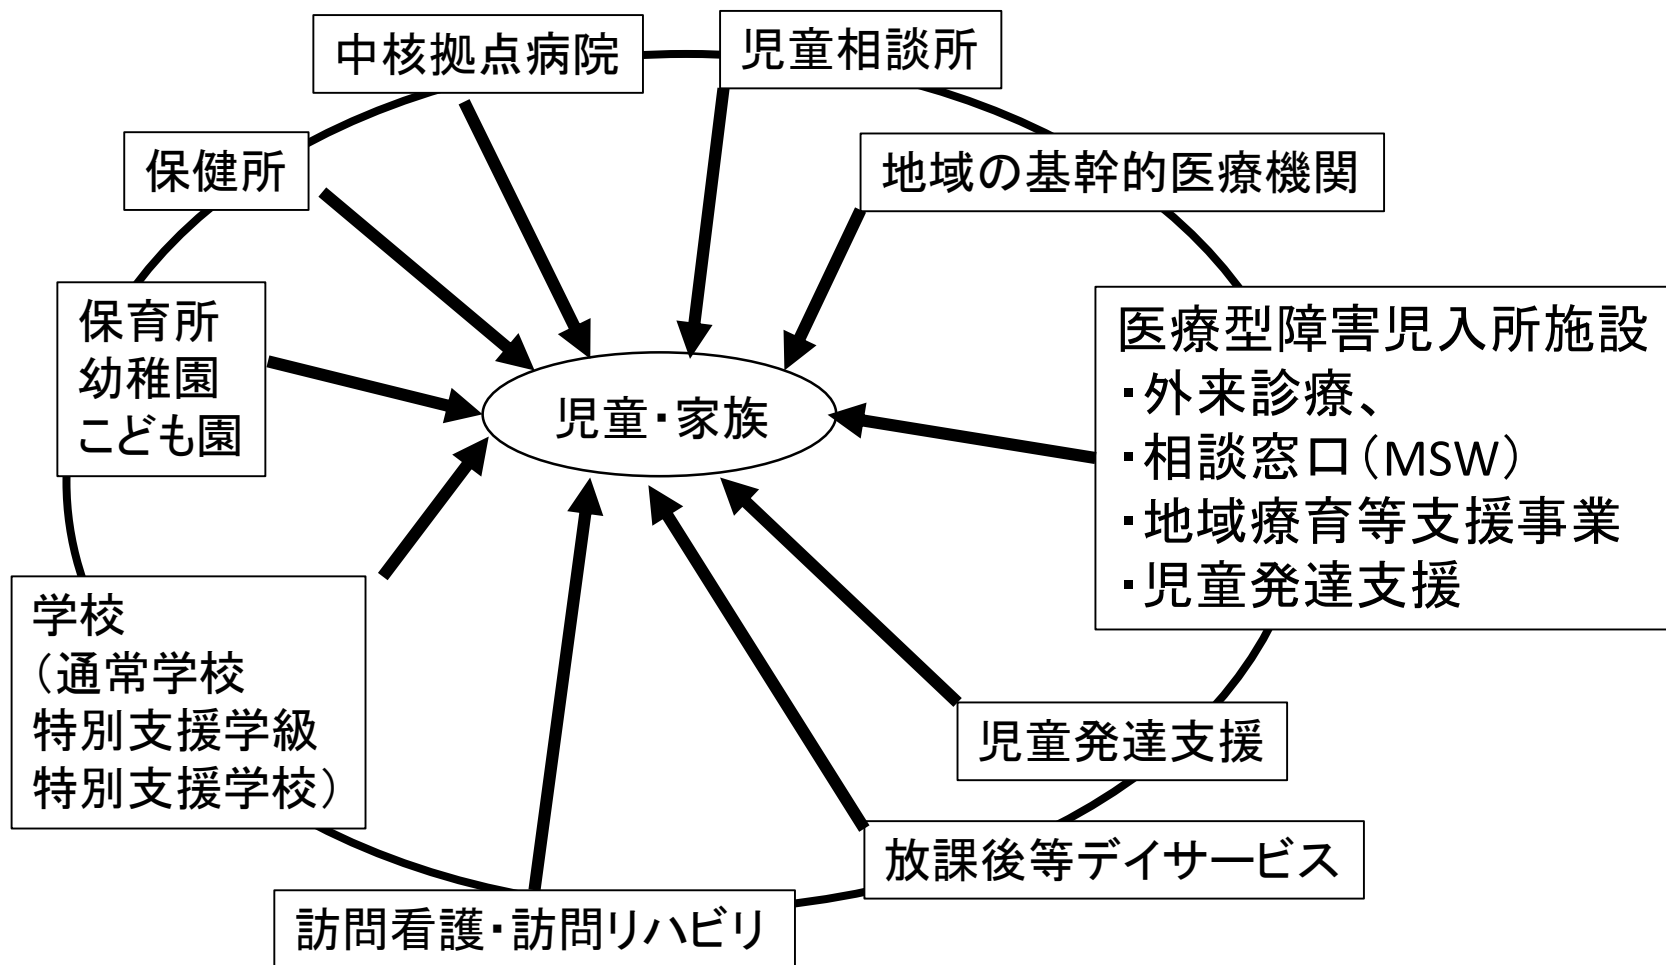 中核拠点病院
児童相談所
保健所
地域の基幹的医療機関
保育所
幼稚園
こども園
児童・家族
医療型障害児入所施設
・外来診療、
・相談窓口（MSW）
・地域療育等支援事業
・児童発達支援
学校
（通常学校
特別支援学級
特別支援学校）
児童発達支援
放課後等デイサービス
訪問看護・訪問リハビリ